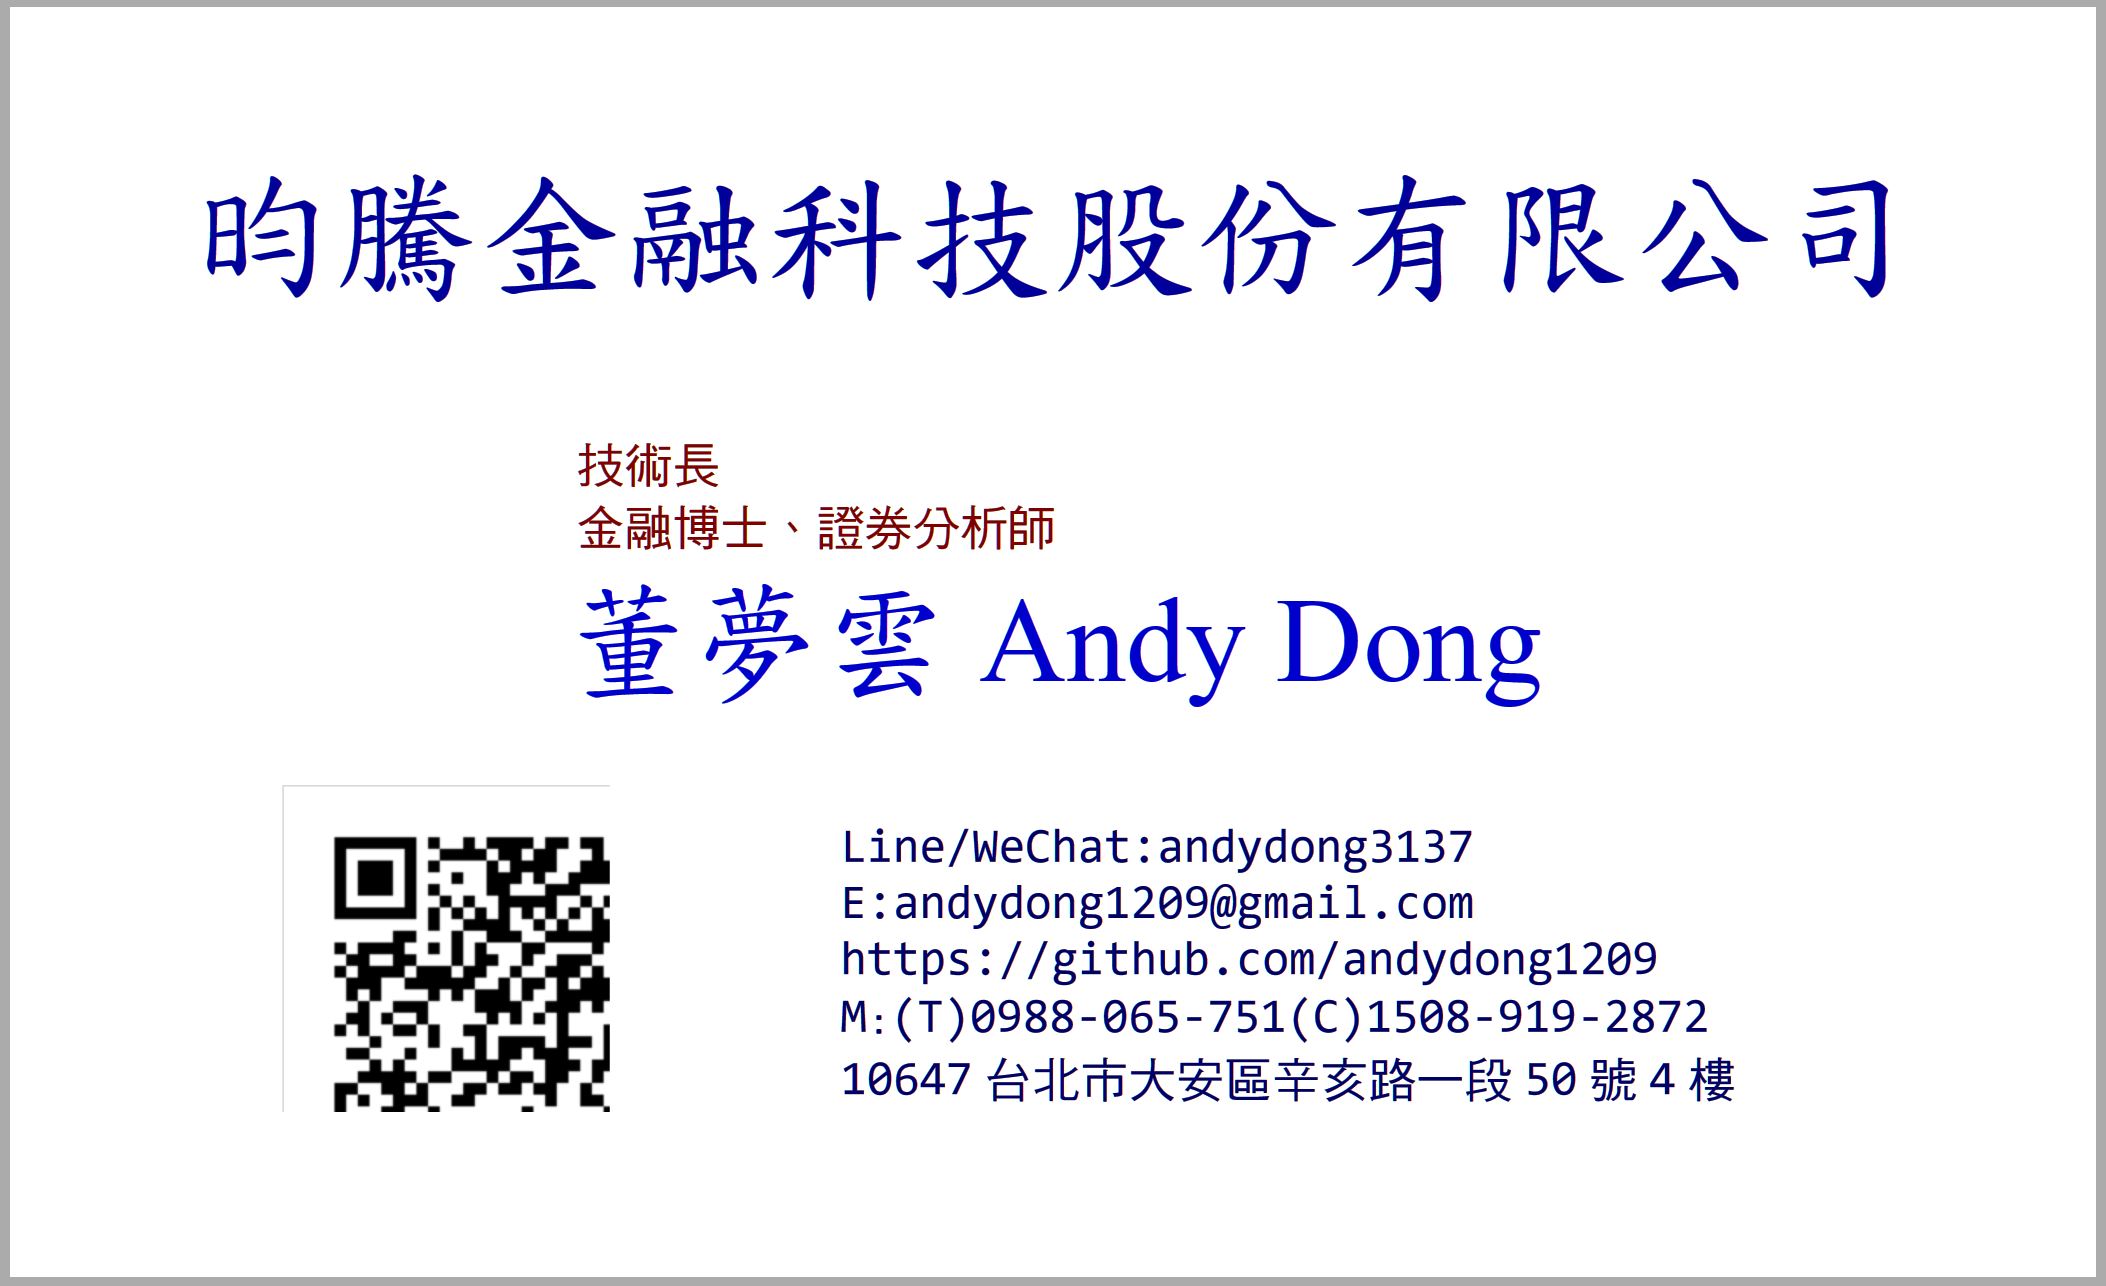 昀騰金融科技股份有限公司
技術長
金融博士、證券分析師
董夢雲 Andy Dong
Line/WeChat:andydong3137
E:andydong1209@gmail.com
https://github.com/andydong1209
M:(T)0988-065-751(C)1508-919-2872
10647 台北市大安區辛亥路一段 50 號 4 樓